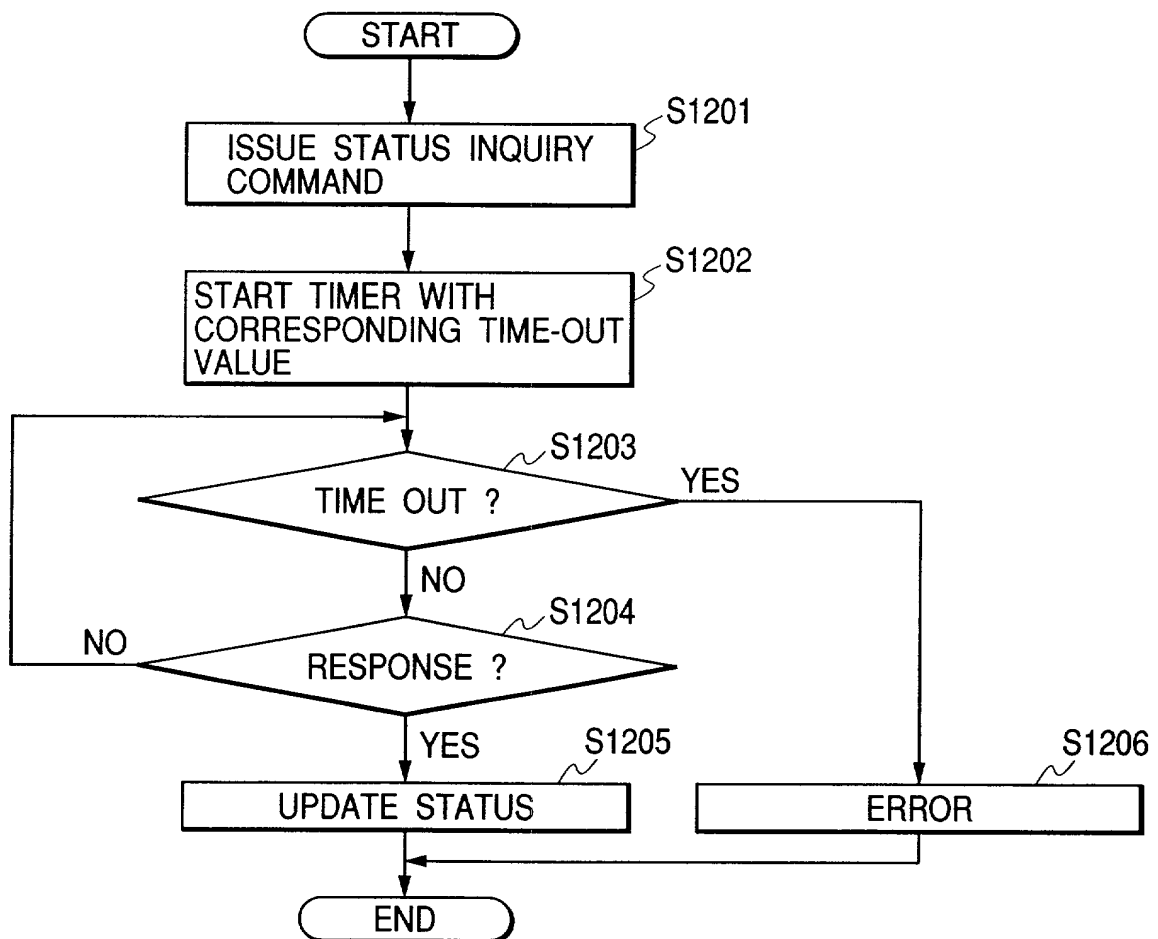 START
S1201
ISSUE STATUS INQUIRY
COMMAND
S1202
START TIMER WITH
CORRESPONDING TIME-OUT
VALUE
S1203
TIME OUT ?
YES
NO
S1204
NO
RESPONSE ?
YES
S1205
UPDATE STATUS
S1206
ERROR
END